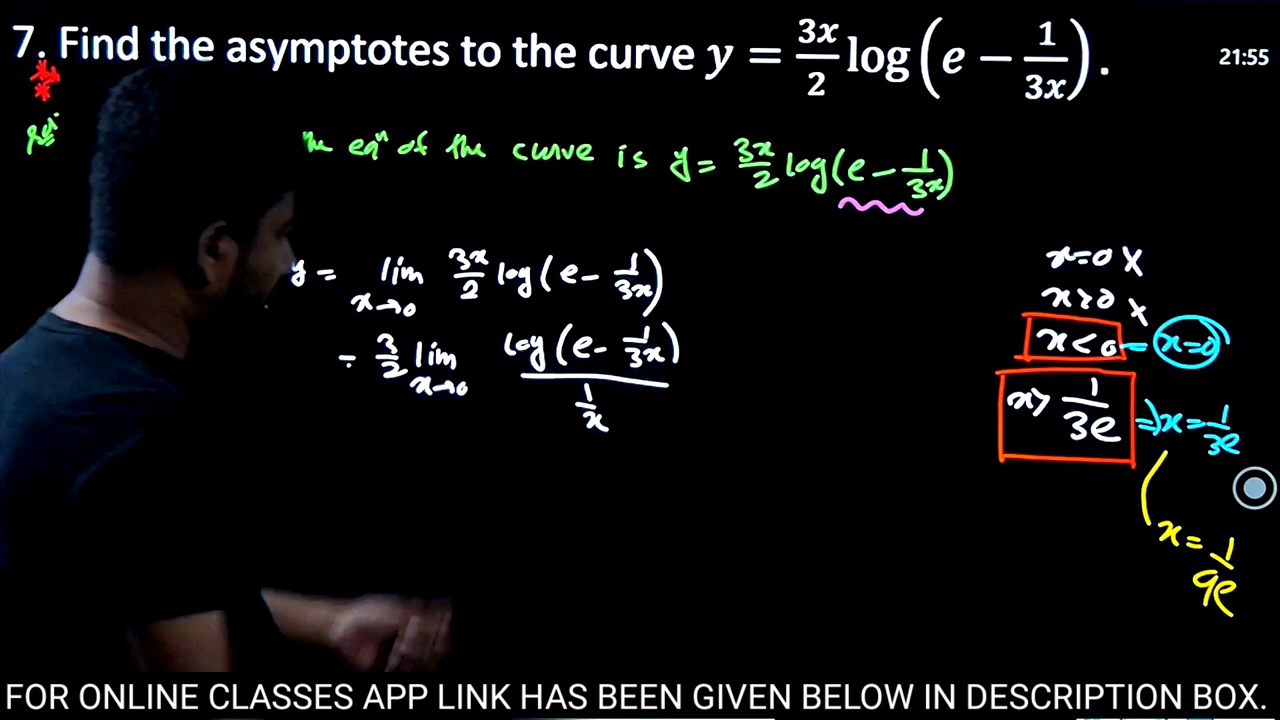 7. Find the asymptotes to the curve y = 3x/2 log(e − 1/3x).
21:55
Sol:
The eqⁿ of the curve is y = 3x/2 log(e − 1/3x)
y = lim x→0 3x/2 log(e − 1/3x)
= 3/2 lim x→0 log(e − 1/3x) / 1/x
x=0 ×
x>0 ×
x<0 − x=0
x> 1/3e ⇒ x = 1/3e
x = 1/9e
FOR ONLINE CLASSES APP LINK HAS BEEN GIVEN BELOW IN DESCRIPTION BOX.